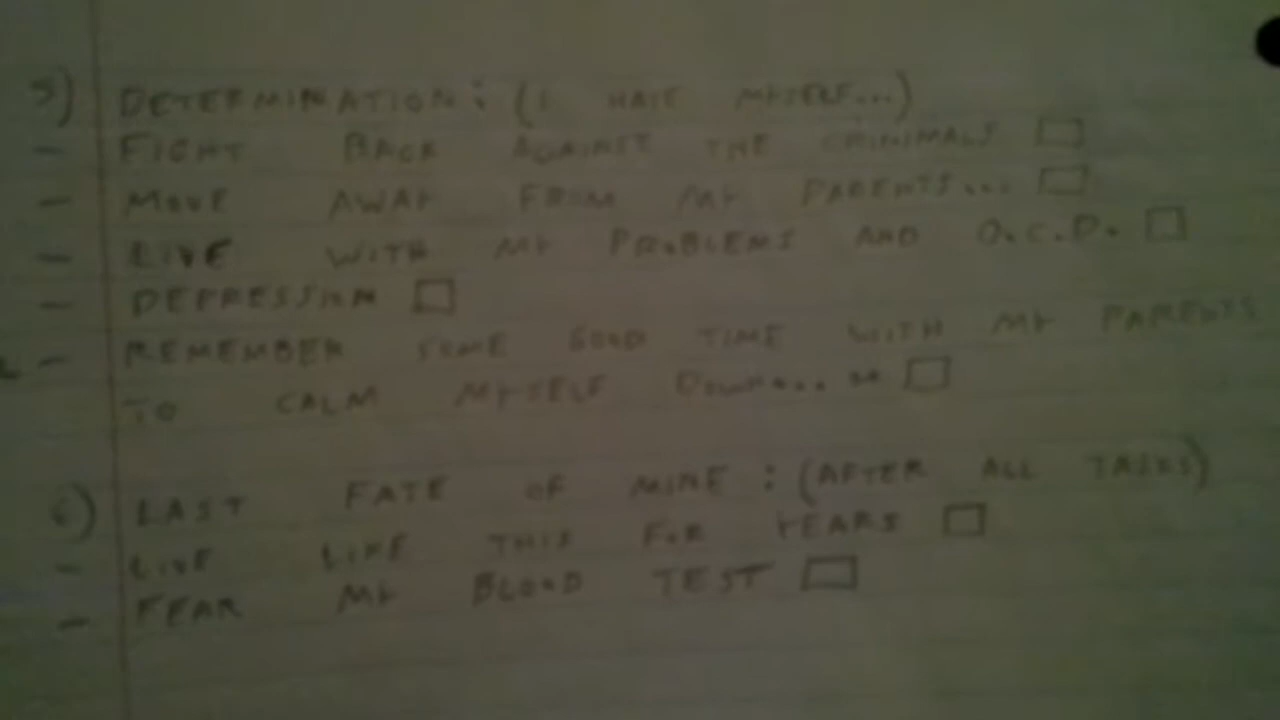 5) DETERMINATION: (I HATE MYSELF...)
- FIGHT BACK AGAINST THE CRIMINALS
- MOVE AWAY FROM MY PARENTS...
- LIVE WITH MY PROBLEMS AND O.C.D.
- DEPRESSION
- REMEMBER SOME GOOD TIME WITH MY PARENTS
TO CALM MYSELF DOWN...
6) LAST FATE OF MINE: (AFTER ALL TASKS)
- LIVE LIKE THIS FOR YEARS
- FEAR MY BLOOD TEST